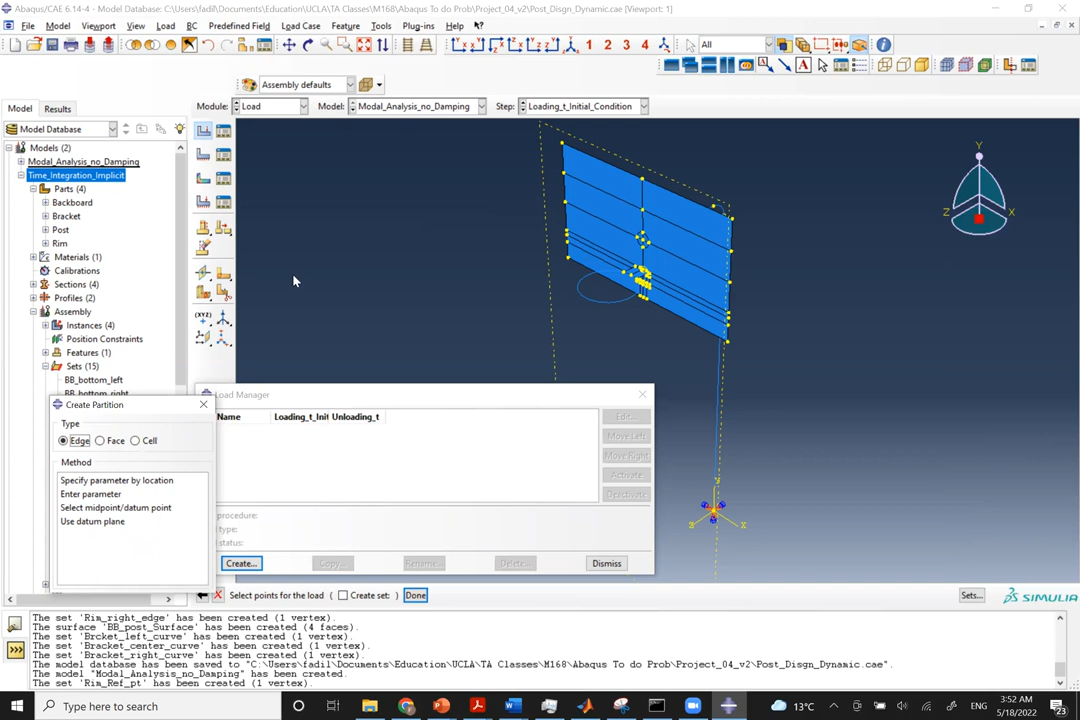 Abaqus/CAE 6.14-4 - Model Database: C:\Users\fadil\Documents\Education\UCLA\TA Classes\M168\Abaqus To do Prob\Project_04_v2\Post_Disgn_Dynamic.cae [Viewport: 1]
File Model Viewport View Load BC Predefined Field Load Case Feature Tools Plug-ins Help
1 2 3 4 All
A
Assembly defaults
Model Results Module: Load Model: Modal_Analysis_no_Damping Step: Loading_t_Initial_Condition
Model Database
Models (2)
Modal_Analysis_no_Damping
Time_Integration_Implicit
Parts (4)
Backboard
Bracket
Post
Rim
Materials (1)
Calibrations
Sections (4)
Profiles (2)
Assembly
Instances (4)
Position Constraints
Features (1)
Sets (15)
BB_bottom_left
BB_bottom_right
(XYZ)
Y
Z X
Create Partition
Type
Edge Face Cell
Method
Specify parameter by location
Enter parameter
Select midpoint/datum point
Use datum plane
Load Manager
Name Loading_t_Init Unloading_t
Edit...
Move Left
Move Right
Activate
Deactivate
procedure:
type:
status:
Create... Copy... Rename... Delete... Dismiss
Y
Z X
Select points for the load ( Create set: ) Done Sets... SIMULIA
The set 'Rim_right_edge' has been created (1 vertex).
The surface 'BB_post_Surface' has been created (4 faces).
The set 'Brcket_left_curve' has been created (1 vertex).
The set 'Bracket_center_curve' has been created (1 vertex).
The set 'Bracket_right_curve' has been created (1 vertex).
The model database has been saved to "C:\Users\fadil\Documents\Education\UCLA\TA Classes\M168\Abaqus To do Prob\Project_04_v2\Post_Disgn_Dynamic.cae".
The model "Modal_Analysis_no_Damping" has been created.
The set 'Rim_Ref_pt' has been created (1 vertex).
>>>
Type here to search
13°C
3:52 AM
5/18/2022
23